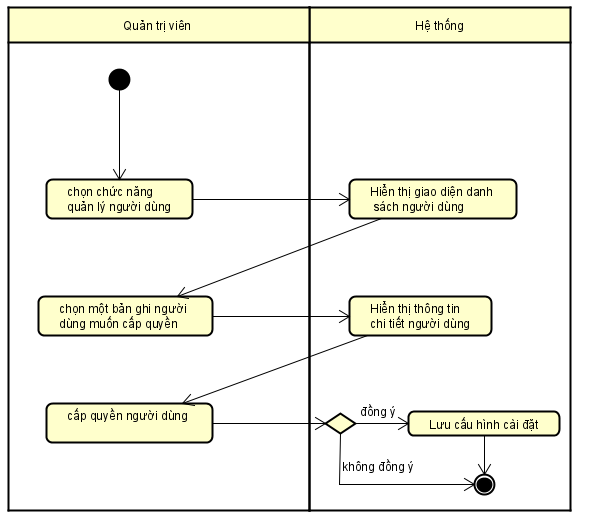 Quản trị viên
Hệ thống
chọn chức năng
quản lý người dùng
Hiển thị giao diện danh
sách người dùng
chọn một bản ghi người
dùng muốn cấp quyền
Hiển thị thông tin
chi tiết người dùng
cấp quyền người dùng
đồng ý
Lưu cấu hình cài đặt
không đồng ý